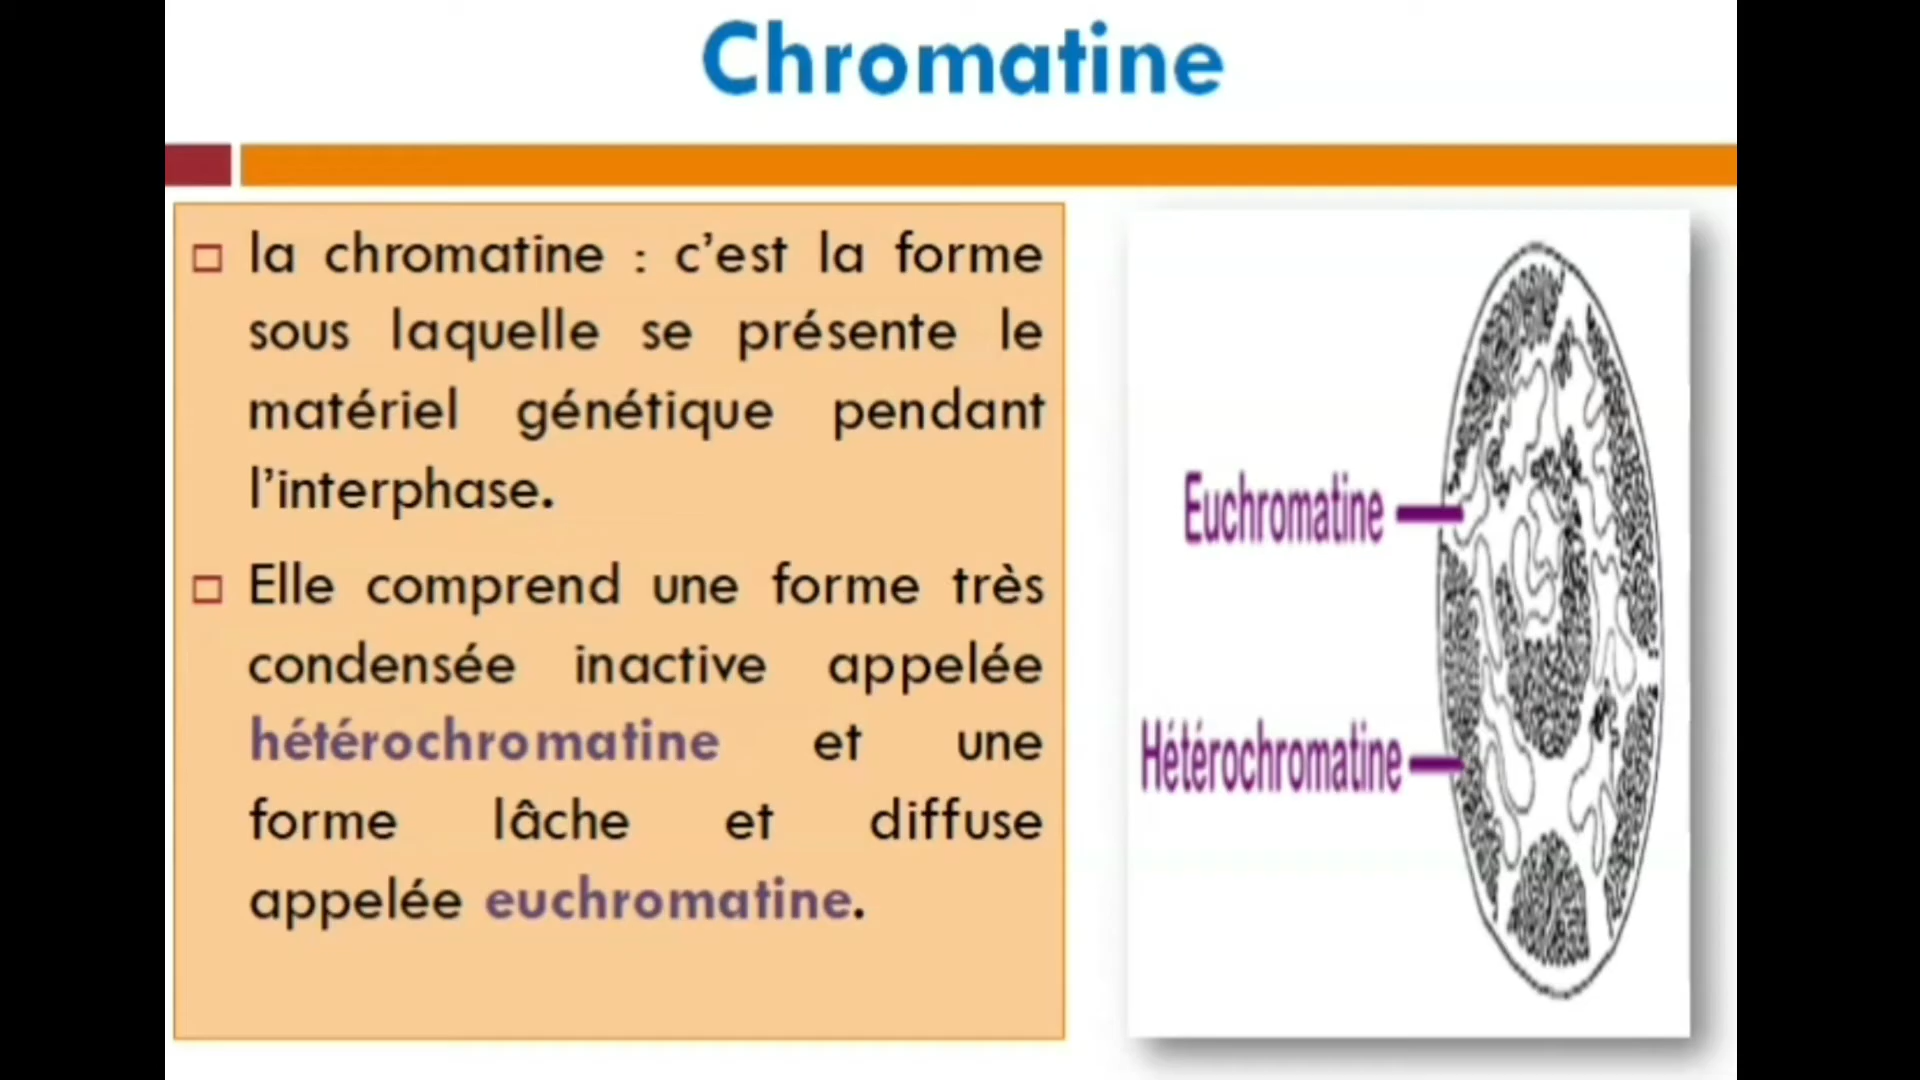 Chromatine
la chromatine : c’est la forme
sous laquelle se présente le
matériel génétique pendant
l’interphase.
Elle comprend une forme très
condensée inactive appelée
hétérochromatine et une
forme lâche et diffuse
appelée euchromatine.
Euchromatine
Hétérochromatine